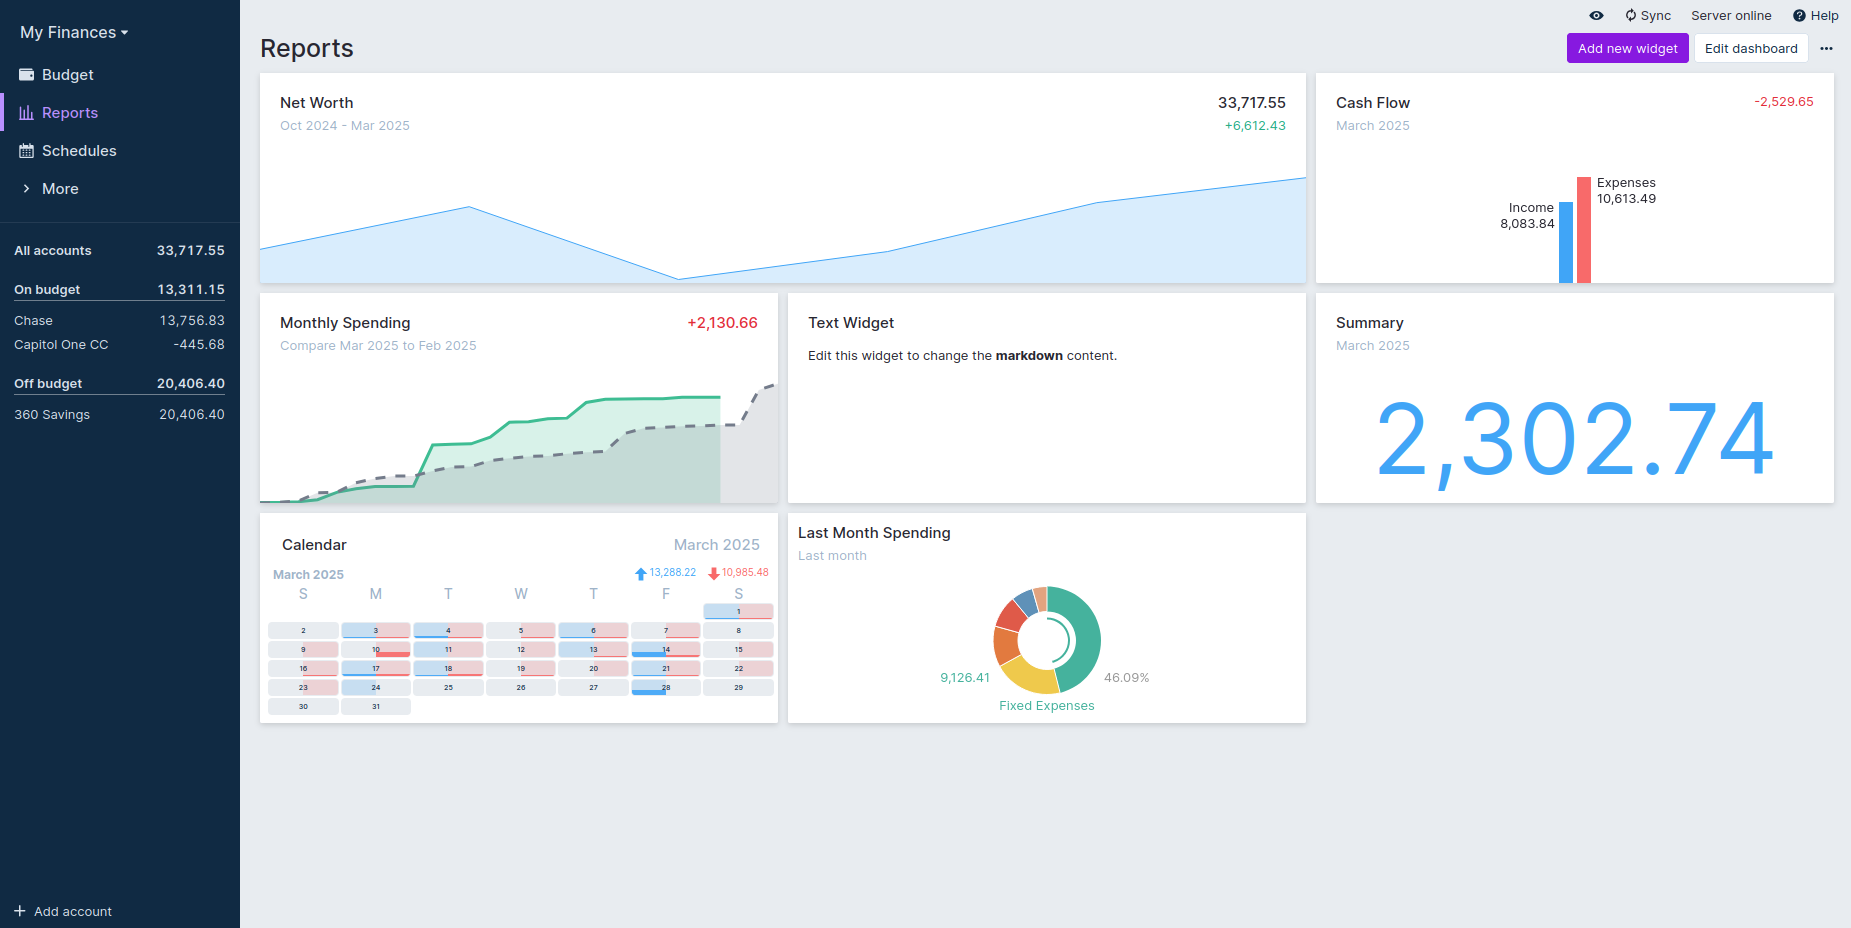 My Finances
Budget
Reports
Schedules
More
All accounts 33,717.55
On budget 13,311.15
Chase 13,756.83
Capitol One CC -445.68
Off budget 20,406.40
360 Savings 20,406.40
Add account
Sync Server online Help
Reports
Add new widget Edit dashboard
Net Worth 33,717.55
Oct 2024 - Mar 2025 +6,612.43
Cash Flow -2,529.65
March 2025
Income
8,083.84
Expenses
10,613.49
Monthly Spending +2,130.66
Compare Mar 2025 to Feb 2025
Text Widget
Edit this widget to change the markdown content.
Summary
March 2025
2,302.74
Calendar March 2025
March 2025 13,288.22 10,985.48
S M T W T F S
1
2 3 4 5 6 7 8
9 10 11 12 13 14 15
16 17 18 19 20 21 22
23 24 25 26 27 28 29
30 31
Last Month Spending
Last month
9,126.41 46.09%
Fixed Expenses